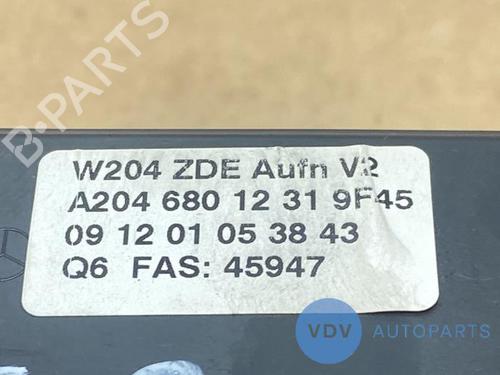 B-PARTS
W204 ZDE Aufn V2
A204 680 12 31 9F45
09 12 01 05 38 43
Q6 FAS: 45947
VDV AUTOPARTS